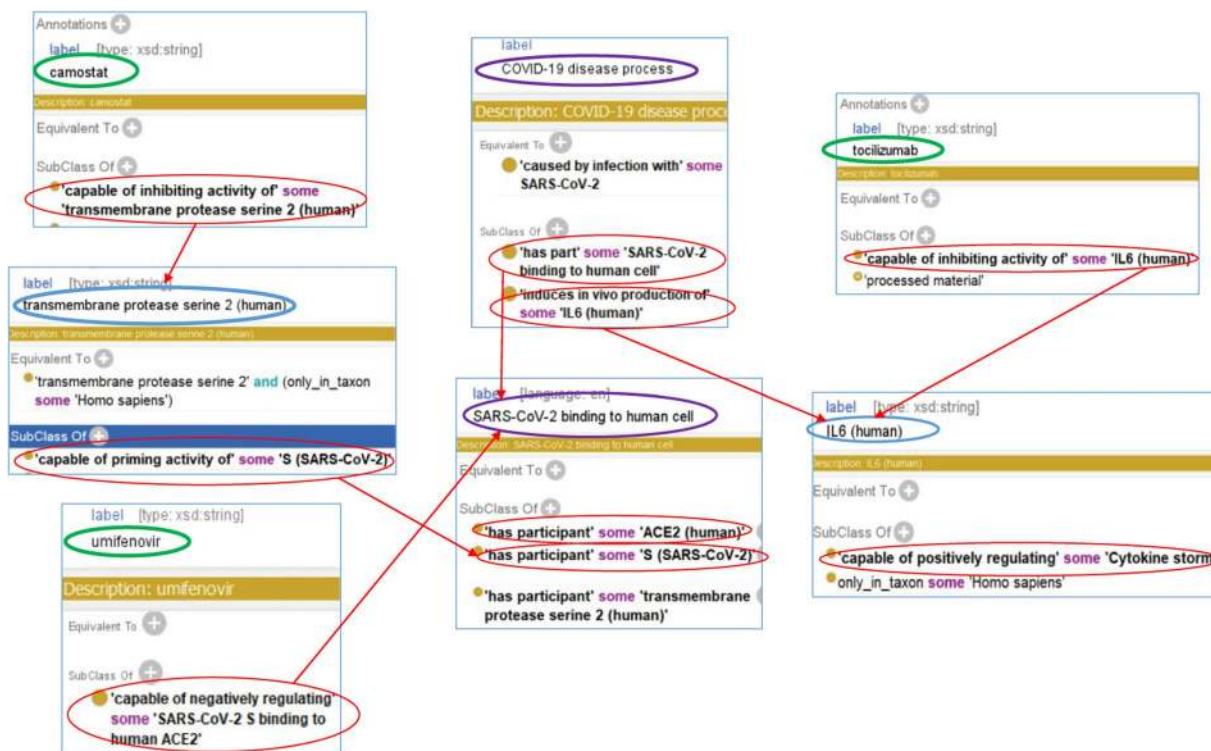 Annotations
label [type: xsd:string]
camostat
Description: camostat
Equivalent To
SubClass Of
'capable of inhibiting activity of' some
'transmembrane protease serine 2 (human)'
label
COVID-19 disease process
Description: COVID-19 disease proce
Equivalent To
'caused by infection with' some
SARS-CoV-2
SubClass Of
'has part' some 'SARS-CoV-2
binding to human cell'
'induces in vivo production of'
some 'IL6 (human)'
Annotations
label [type: xsd:string]
tocilizumab
Description: tocilizumab
Equivalent To
SubClass Of
'capable of inhibiting activity of' some 'IL6 (human)
'processed material'
label [type: xsd:string]
transmembrane protease serine 2 (human)
Description: transmembrane protease serine 2 (human)
Equivalent To
'transmembrane protease serine 2' and (only_in_taxon
some 'Homo sapiens')
SubClass Of
'capable of priming activity of' some 'S (SARS-CoV-2)'
label [language: en]
SARS-CoV-2 binding to human cell
Description: SARS-CoV-2 binding to human cell
Equivalent To
SubClass Of
'has participant' some 'ACE2 (human)'
'has participant' some 'S (SARS-CoV-2)'
'has participant' some 'transmembrane
protease serine 2 (human)'
label [type: xsd:string]
IL6 (human)
Description: IL6 (human)
Equivalent To
SubClass Of
'capable of positively regulating' some 'Cytokine storm
only_in_taxon some 'Homo sapiens'
label [type: xsd:string]
umifenovir
Description: umifenovir
Equivalent To
SubClass Of
'capable of negatively regulating'
some 'SARS-CoV-2 S binding to
human ACE2'